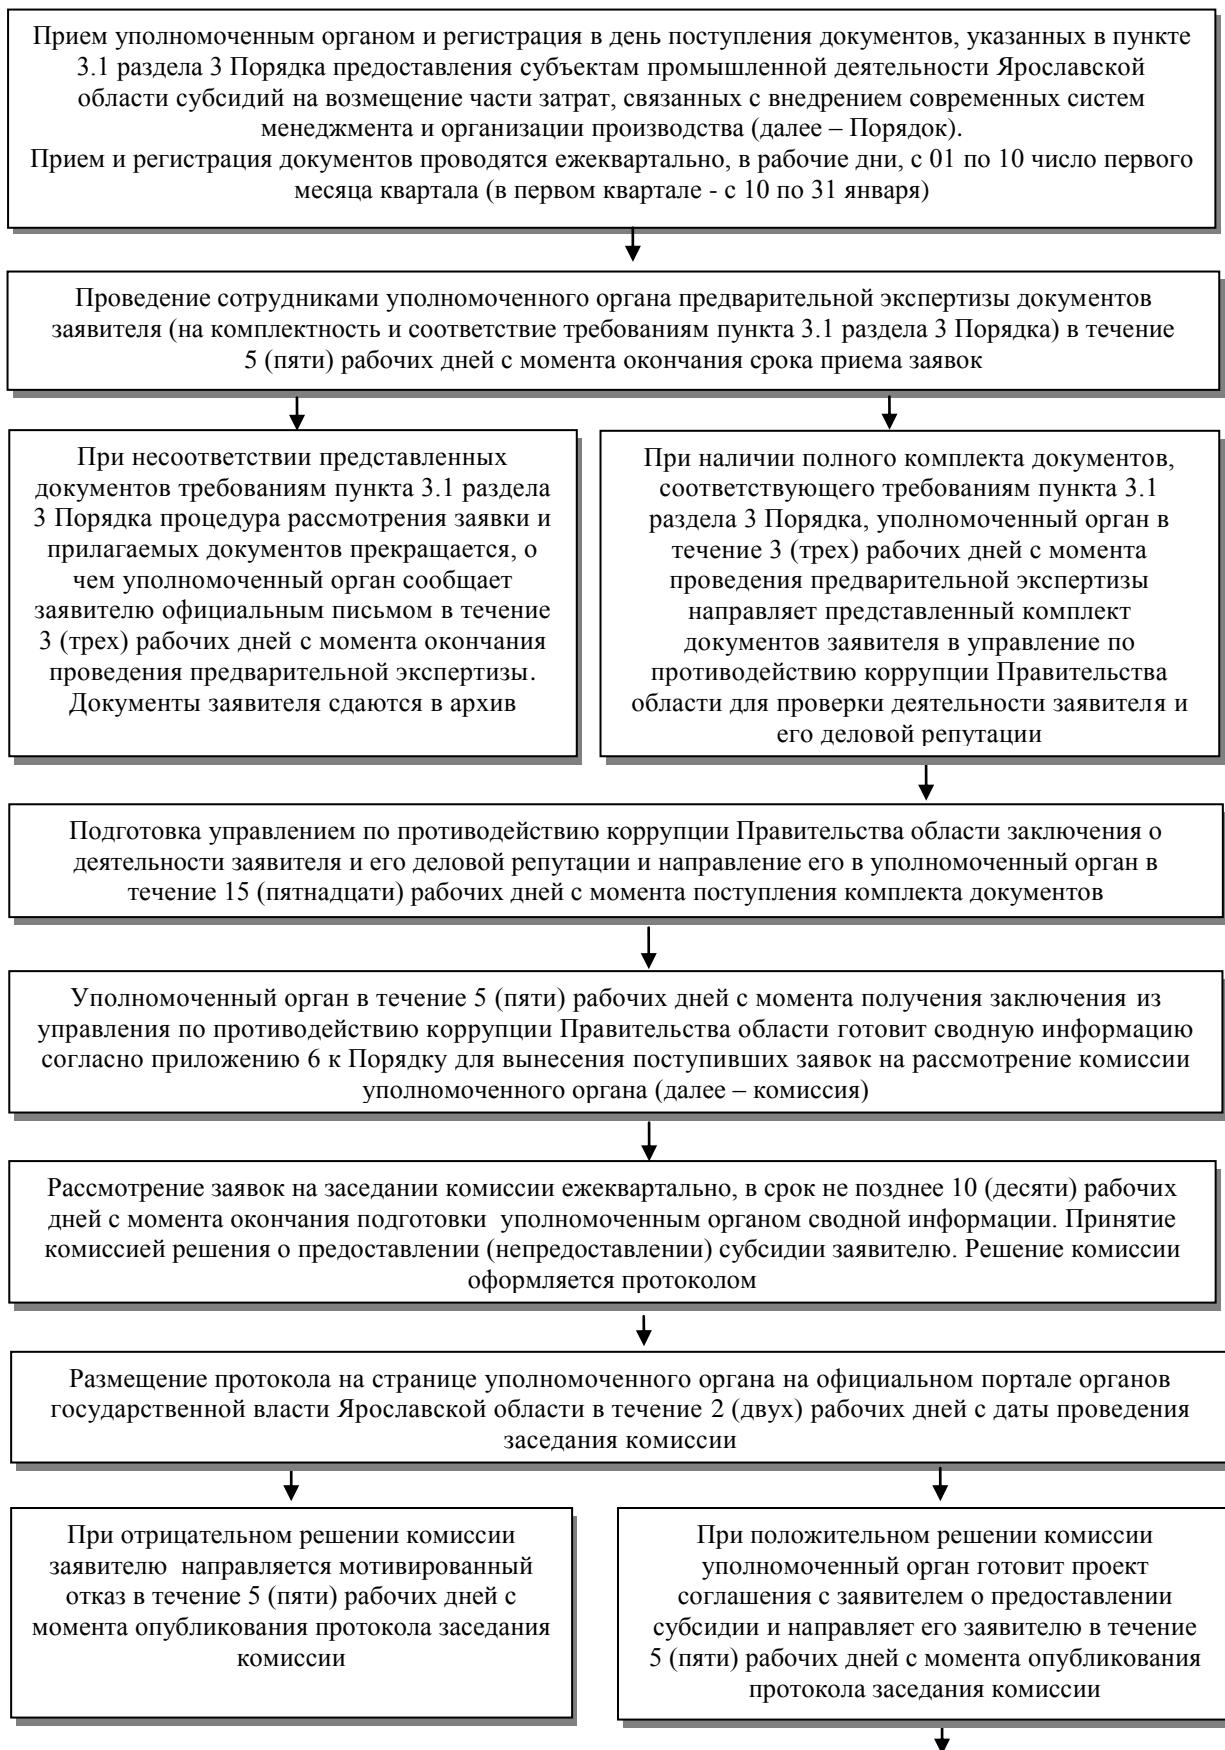 Прием уполномоченным органом и регистрация в день поступления документов, указанных в пункте
3.1 раздела 3 Порядка предоставления субъектам промышленной деятельности Ярославской
области субсидий на возмещение части затрат, связанных с внедрением современных систем
менеджмента и организации производства (далее – Порядок).
Прием и регистрация документов проводятся ежеквартально, в рабочие дни, с 01 по 10 число первого
месяца квартала (в первом квартале - с 10 по 31 января)
Проведение сотрудниками уполномоченного органа предварительной экспертизы документов
заявителя (на комплектность и соответствие требованиям пункта 3.1 раздела 3 Порядка) в течение
5 (пяти) рабочих дней с момента окончания срока приема заявок
При несоответствии представленных
документов требованиям пункта 3.1 раздела
3 Порядка процедура рассмотрения заявки и
прилагаемых документов прекращается, о
чем уполномоченный орган сообщает
заявителю официальным письмом в течение
3 (трех) рабочих дней с момента окончания
проведения предварительной экспертизы.
Документы заявителя сдаются в архив
При наличии полного комплекта документов,
соответствующего требованиям пункта 3.1
раздела 3 Порядка, уполномоченный орган в
течение 3 (трех) рабочих дней с момента
проведения предварительной экспертизы
направляет представленный комплект
документов заявителя в управление по
противодействию коррупции Правительства
области для проверки деятельности заявителя и
его деловой репутации
Подготовка управлением по противодействию коррупции Правительства области заключения о
деятельности заявителя и его деловой репутации и направление его в уполномоченный орган в
течение 15 (пятнадцати) рабочих дней с момента поступления комплекта документов
Уполномоченный орган в течение 5 (пяти) рабочих дней с момента получения заключения из
управления по противодействию коррупции Правительства области готовит сводную информацию
согласно приложению 6 к Порядку для вынесения поступивших заявок на рассмотрение комиссии
уполномоченного органа (далее – комиссия)
Рассмотрение заявок на заседании комиссии ежеквартально, в срок не позднее 10 (десяти) рабочих
дней с момента окончания подготовки уполномоченным органом сводной информации. Принятие
комиссией решения о предоставлении (непредоставлении) субсидии заявителю. Решение комиссии
оформляется протоколом
Размещение протокола на странице уполномоченного органа на официальном портале органов
государственной власти Ярославской области в течение 2 (двух) рабочих дней с даты проведения
заседания комиссии
При отрицательном решении комиссии
заявителю направляется мотивированный
отказ в течение 5 (пяти) рабочих дней с
момента опубликования протокола заседания
комиссии
При положительном решении комиссии
уполномоченный орган готовит проект
соглашения с заявителем о предоставлении
субсидии и направляет его заявителю в течение
5 (пяти) рабочих дней с момента опубликования
протокола заседания комиссии